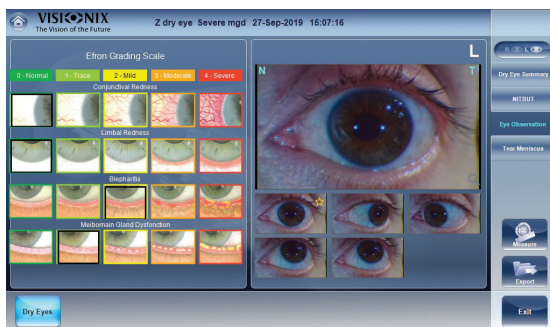 VISIONIX
The Vision of the Future
Z dry eye Severe mgd 27-Sep-2019 15:07:16
Efron Grading Scale
0 - Normal 1 - Trace 2 - Mild 3 - Moderate 4 - Severe
Conjunctival Redness
Limbal Redness
Blepharitis
Meibomain Gland Dysfonction
L
N T
R L
Dry Eye Summary
NITBUT
Eye Observation
Tear Meniscus
Measure
Export
Dry Eyes
Exit